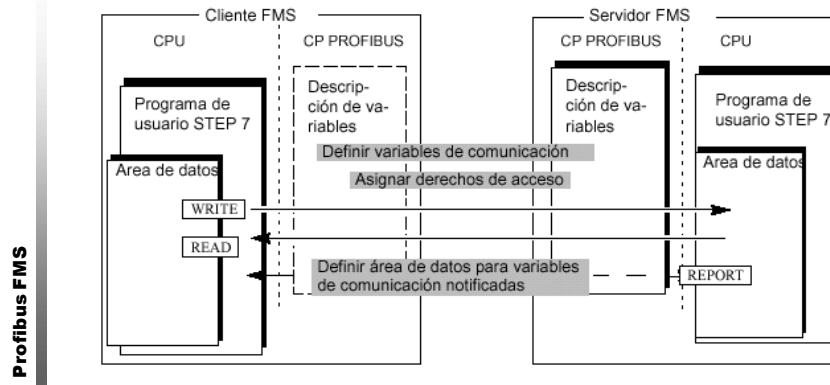 Cliente FMS
CPU
CP PROFIBUS
Programa de
usuario STEP 7
Area de datos
WRITE
READ
Descrip-
ción de va-
riables
Definir variables de comunicación
Asignar derechos de acceso
Definir área de datos para variables
de comunicación notificadas
Servidor FMS
CP PROFIBUS
CPU
Descrip-
ción de va-
riables
Programa de
usuario STEP 7
Area de datos
REPORT
Profibus FMS